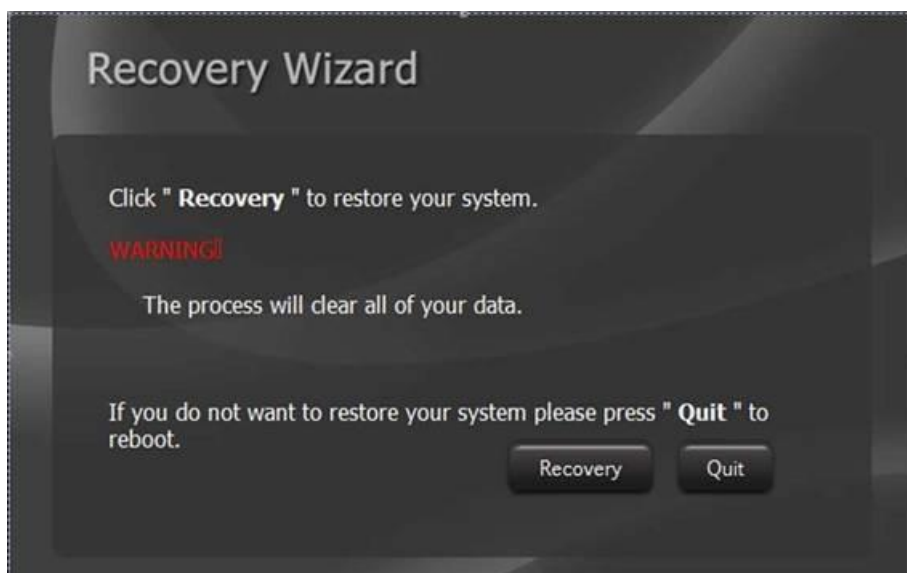 Recovery Wizard
Click " Recovery " to restore your system.
WARNING▯
The process will clear all of your data.
If you do not want to restore your system please press " Quit " to
reboot.
Recovery Quit